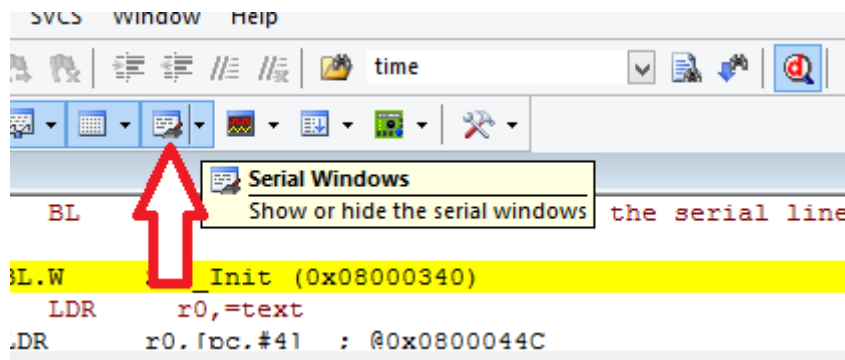 SVCS Window Help
time
Serial Windows
Show or hide the serial windows
BL the serial line
BL.W _Init (0x08000340)
LDR r0,=text
LDR r0,[pc,#4] ; @0x0800044C